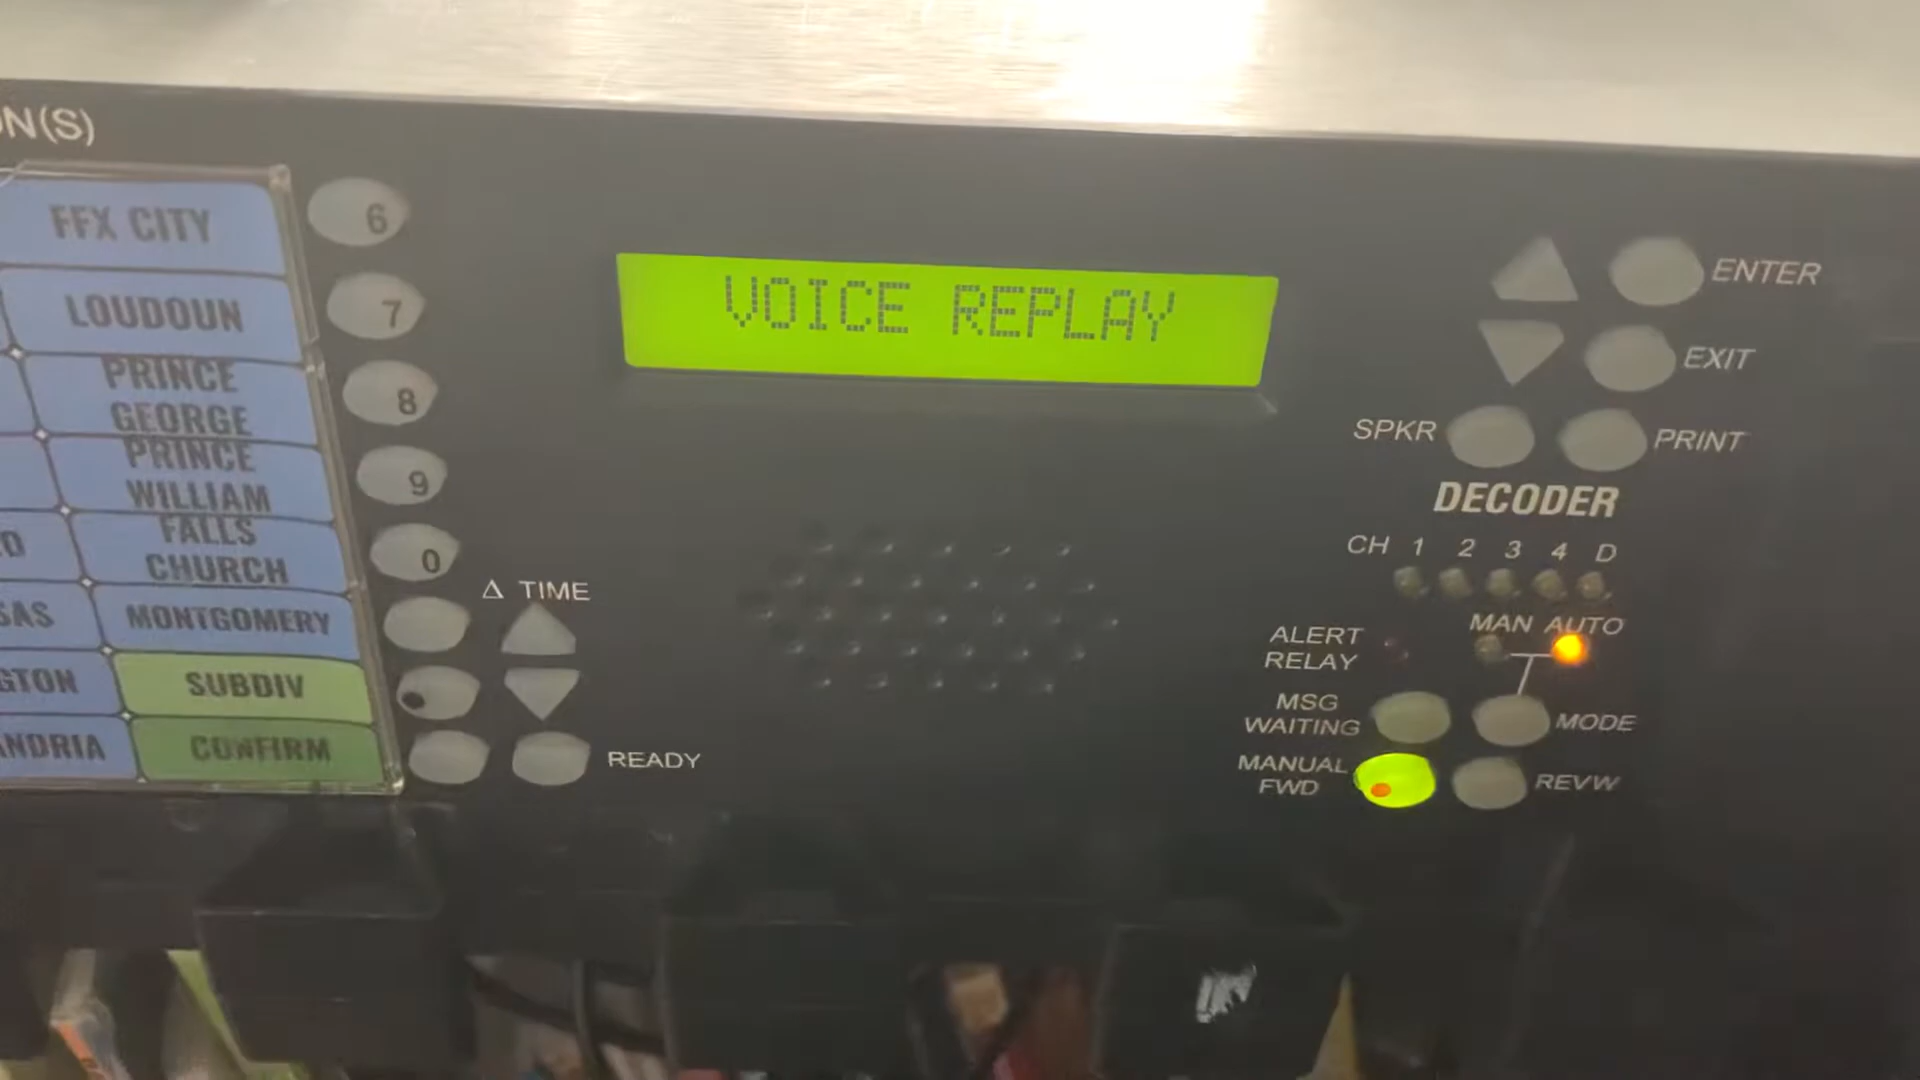 N(S)
FFX CITY
6
LOUDOUN
7
PRINCE
GEORGE
8
PRINCE
WILLIAM
9
FALLS
CHURCH
0
SAS
MONTGOMERY
GTON
SUBDIV
ANDRIA
CONFIRM
Δ TIME
READY
VOICE REPLAY
ENTER
EXIT
SPKR
PRINT
DECODER
CH 1 2 3 4 D
MAN AUTO
ALERT
RELAY
MSG
WAITING
MODE
MANUAL
FWD
REVW